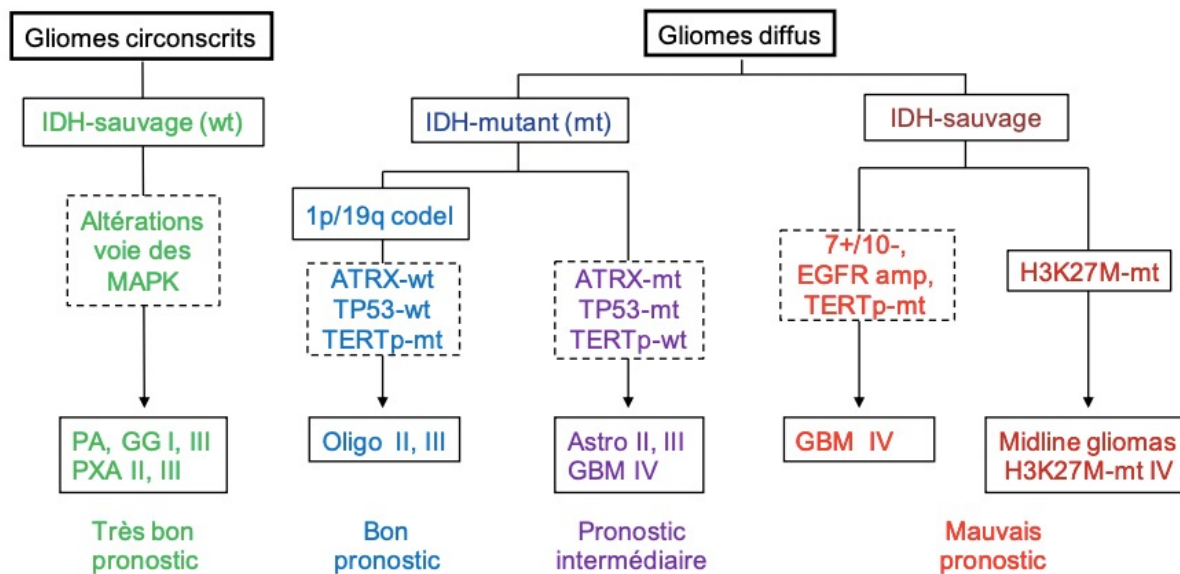 Gliomes circonscrits
Gliomes diffus
IDH-sauvage (wt)
IDH-mutant (mt)
IDH-sauvage
Altérations
voie des
MAPK
1p/19q codel
ATRX-wt
TP53-wt
TERTp-mt
ATRX-mt
TP53-mt
TERTp-wt
7+/10-,
EGFR amp,
TERTp-mt
H3K27M-mt
PA, GG I, III
PXA II, III
Oligo II, III
Astro II, III
GBM IV
GBM IV
Midline gliomas
H3K27M-mt IV
Très bon
pronostic
Bon
pronostic
Pronostic
intermédiaire
Mauvais
pronostic